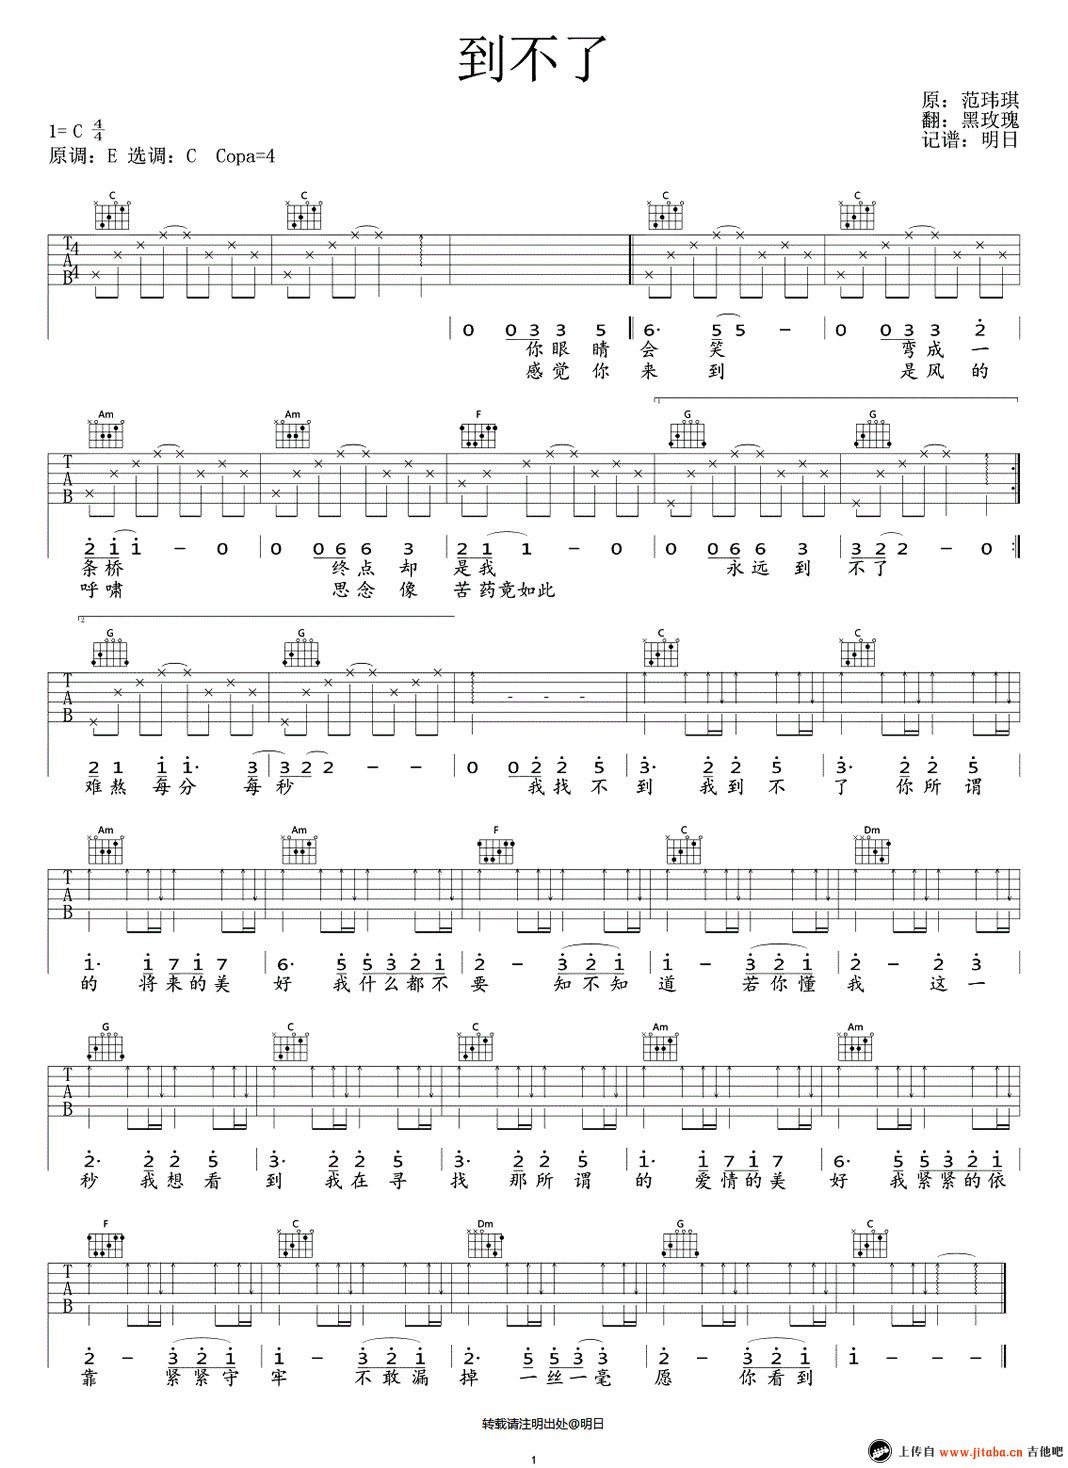 到不了
原：范玮琪
翻：黑玫瑰
记谱：明日
1= C 4/4
原调：E 选调：C Copa=4
C C C C
T A B 4 4
0 0 3 3 5 6· 5 5 - 0 0 3 3 2
你眼睛会笑 弯成一
感觉你来到 是风的
Am Am F G G
1
T A B
2 1 1 - 0 0 0 6 6 3 2 1 1 - 0 0 0 6 6 3 3 2 2 - 0
条桥 终点却是我 永远到不了
呼啸 思念像苦药竟如此
2
G G C C
T A B
2 1 1 1· 3 3 2 2 - - 0 0 2 2 5 3· 2 2 5 3· 2 2 5
难熬每分每秒 我找不到我到不了你所谓
Am Am F C Dm
T A B
1· 1 7 1 7 6· 5 5 3 2 1 2 - 3 2 1 1 - 3 2 1 2 - 2 3
的将来的美好我什么都不要知不知道若你懂我这一
G C C Am Am
T A B
2· 2 2 5 3· 2 2 5 3· 2 2 5 1· 1 7 1 7 6· 5 5 3 2 1
秒我想看到我在寻找那所谓的爱情的美好我紧紧的依
F C Dm G C
T A B
2 - 3 2 1 1 - 3 2 1 2· 5 5 3 3 2 - 3 2 1 1 - - -
靠紧紧守牢不敢漏掉一丝一毫愿你看到
转载请注明出处@明日
1
上传自 www.jitaba.cn 吉他吧